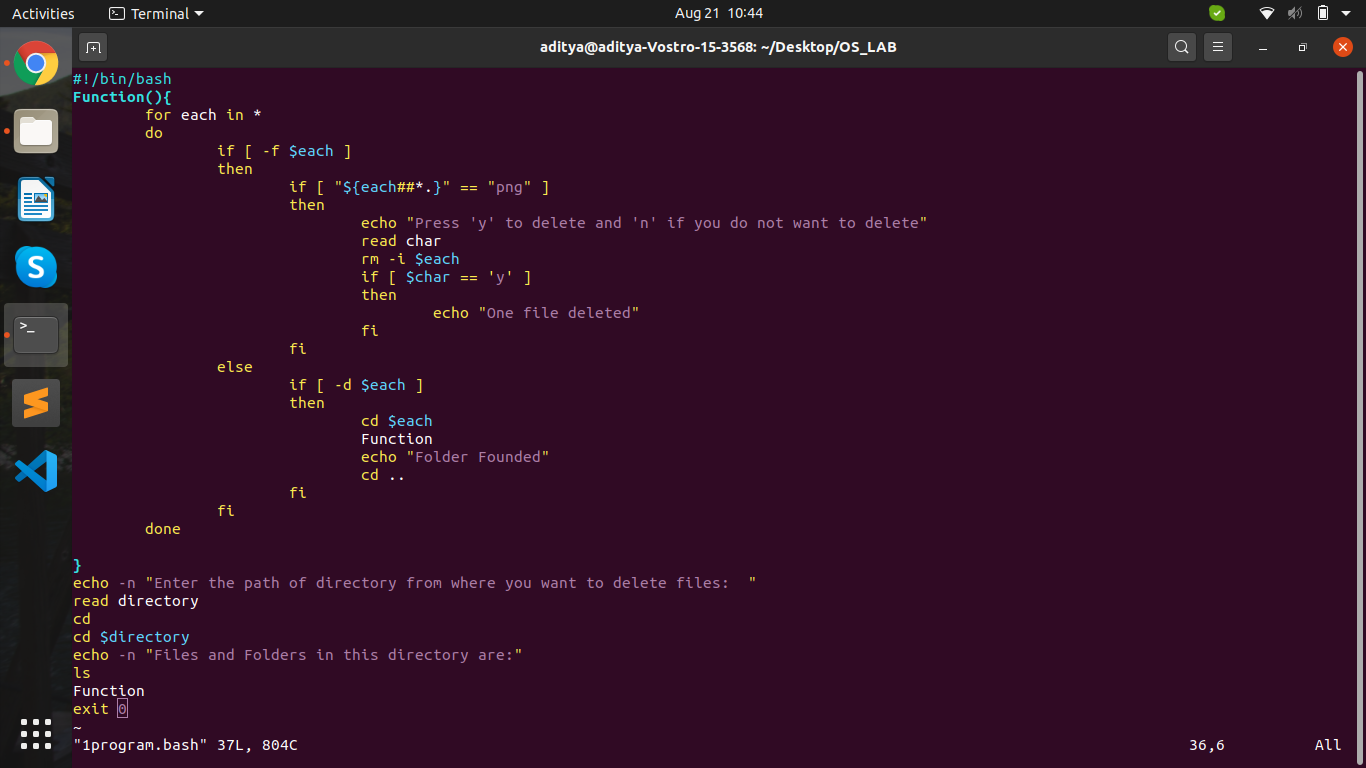 Activities Terminal Aug 21 10:44
aditya@aditya-Vostro-15-3568: ~/Desktop/OS_LAB
#!/bin/bash
Function(){
        for each in *
        do
                if [ -f $each ]
                then
                        if [ "${each##*.}" == "png" ]
                        then
                                echo "Press 'y' to delete and 'n' if you do not want to delete"
                                read char
                                rm -i $each
                                if [ $char == 'y' ]
                                then
                                        echo "One file deleted"
                                fi
                        fi
                else
                        if [ -d $each ]
                        then
                                cd $each
                                Function
                                echo "Folder Founded"
                                cd ..
                        fi
                fi
        done

}
echo -n "Enter the path of directory from where you want to delete files:  "
read directory
cd
cd $directory
echo -n "Files and Folders in this directory are:"
ls
Function
exit 0
~
"1program.bash" 37L, 804C 36,6 All